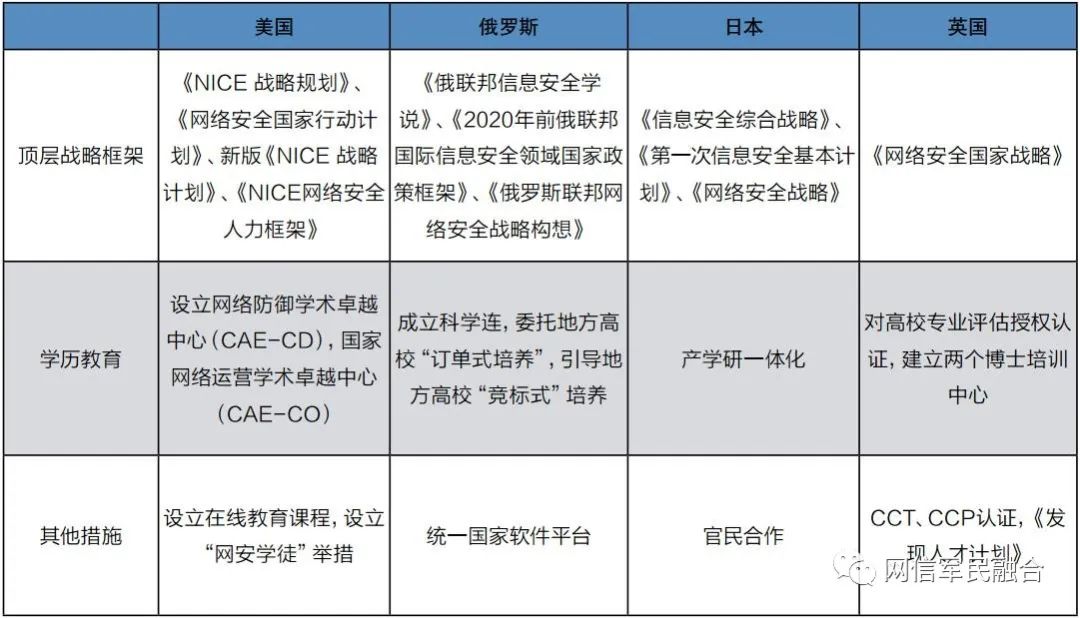 美国
俄罗斯
日本
英国
顶层战略框架
《NICE 战略规划》、
《网络安全国家行动计
划》、新版《NICE 战略
计划》、《NICE网络安全
人力框架》
《俄联邦信息安全学
说》、《2020年前俄联邦
国际信息安全领域国家政
策框架》、《俄罗斯联邦网
络安全战略构想》
《信息安全综合战略》、
《第一次信息安全基本计
划》、《网络安全战略》
《网络安全国家战略》
学历教育
设立网络防御学术卓越
中心(CAE-CD),国家
网络运营学术卓越中心
(CAE-CO)
成立科学连,委托地方高
校“订单式培养”,引导地
方高校“竞标式”培养
产学研一体化
对高校专业评估授权认
证,建立两个博士培训
中心
其他措施
设立在线教育课程,设立
“网安学徒”举措
统一国家软件平台
官民合作
CCT、CCP认证,《发
现人才计划》
网信军民融合